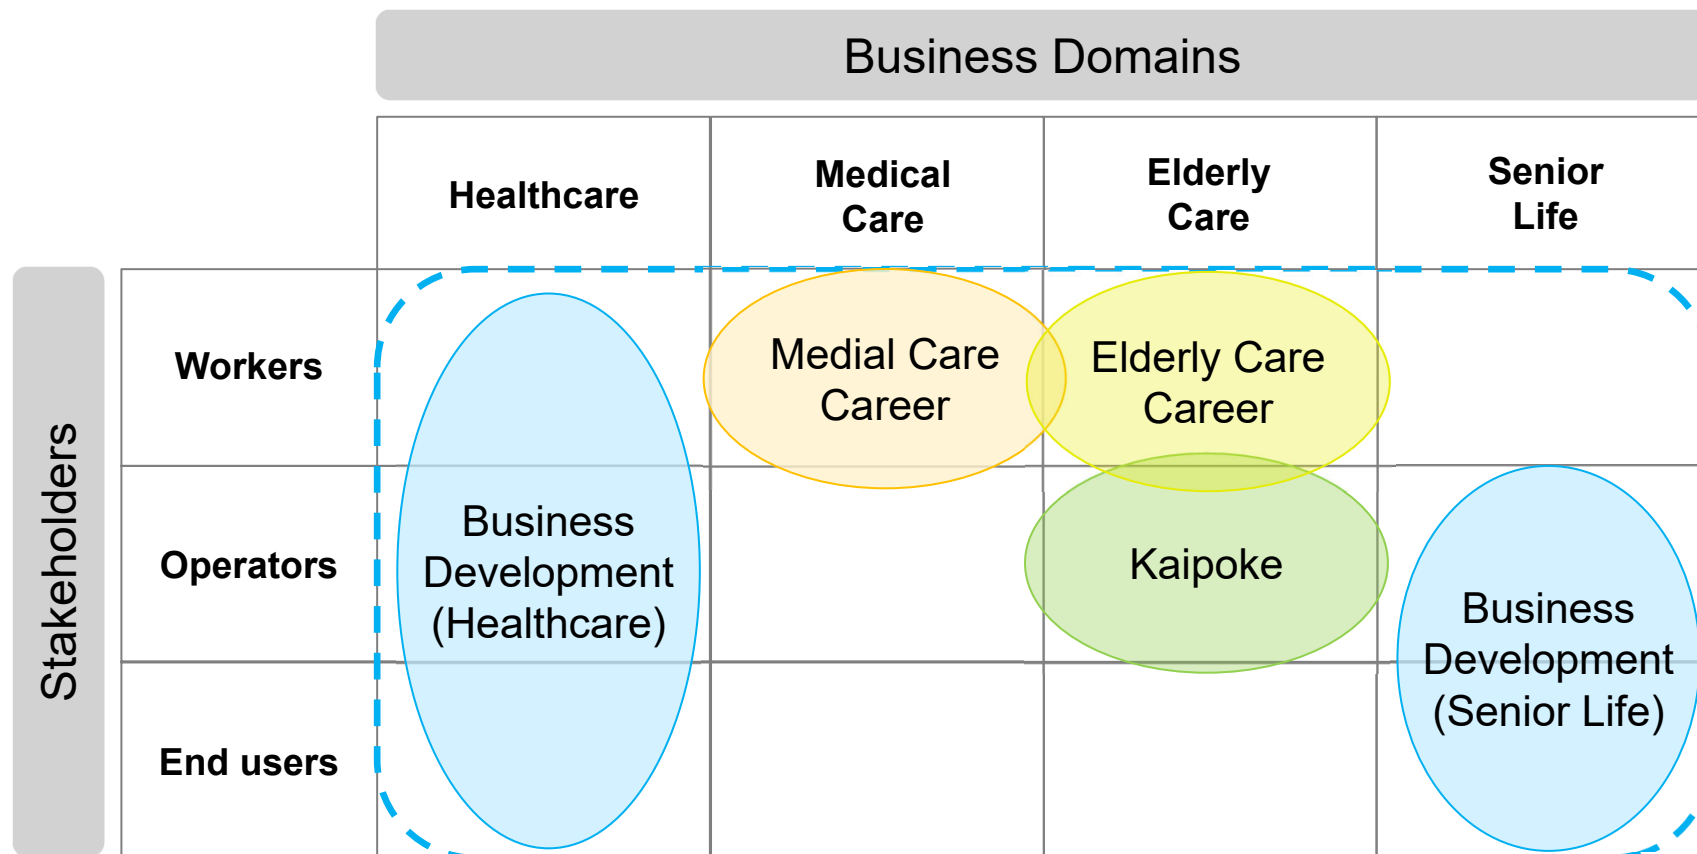 Business Domains
Healthcare
Medical
Care
Elderly
Care
Senior
Life
Stakeholders
Workers
Medial Care
Career
Elderly Care
Career
Operators
Business
Development
(Healthcare)
Kaipoke
Business
Development
(Senior Life)
End users